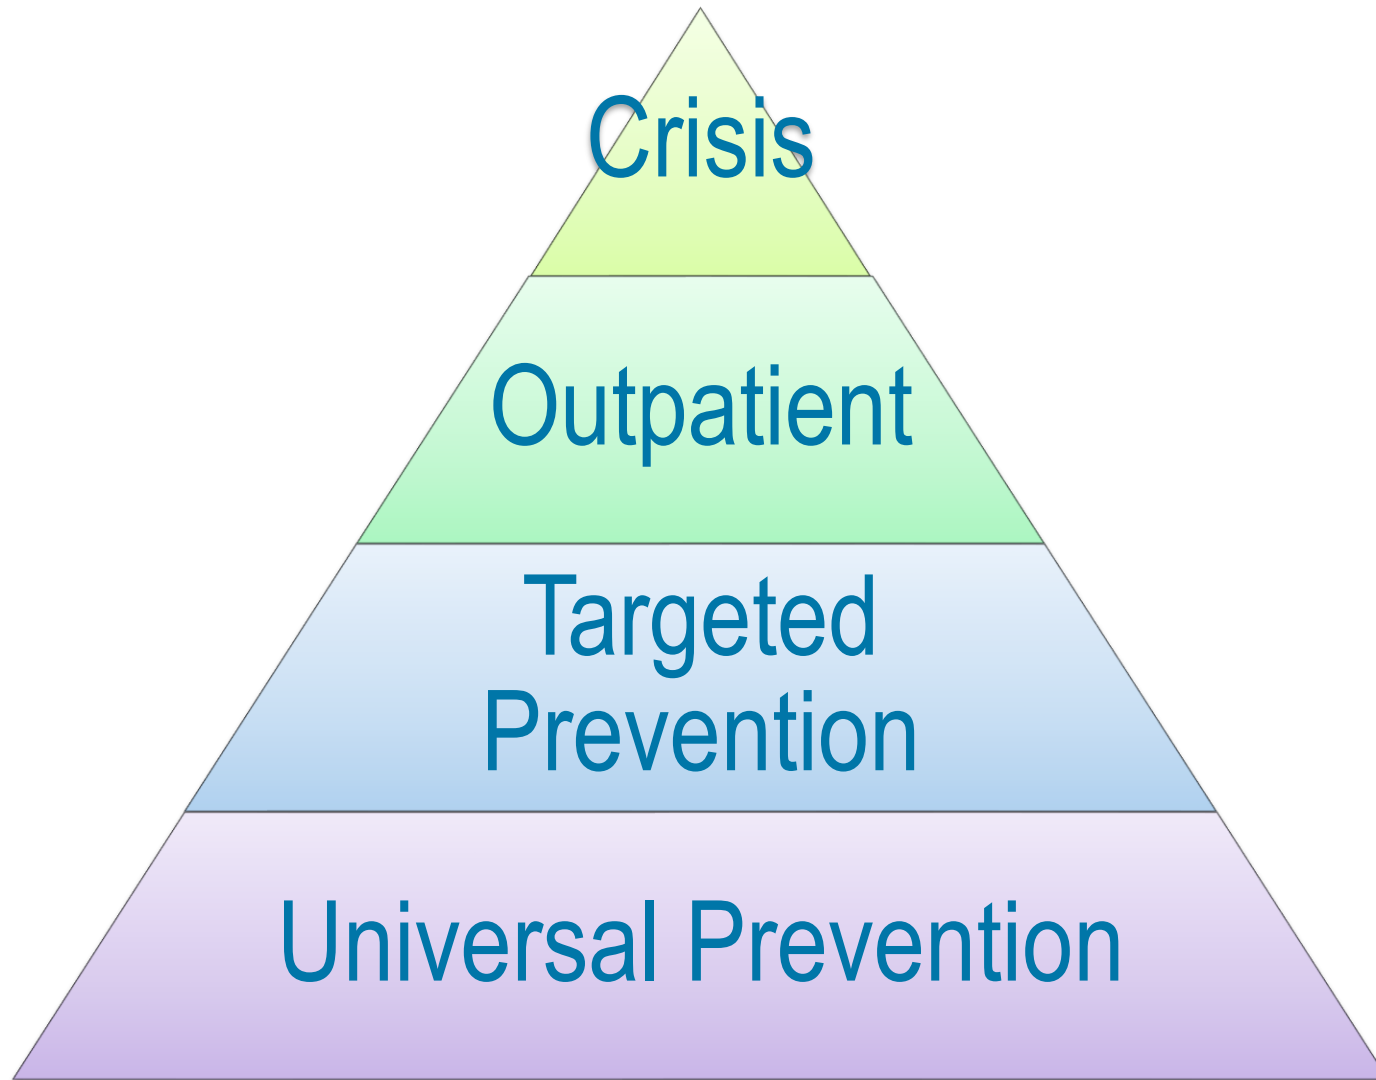 Crisis
Outpatient
Targeted
Prevention
Universal Prevention